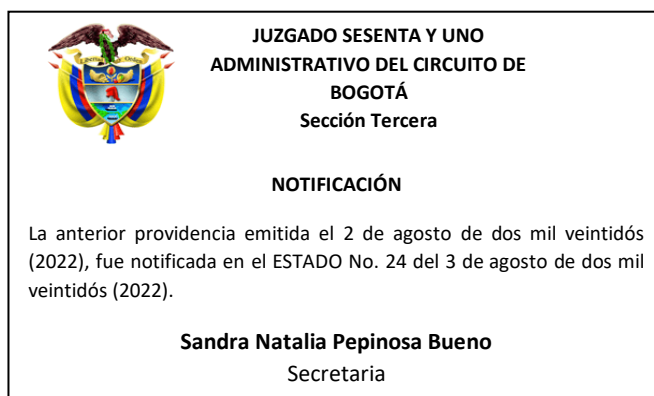 JUZGADO SESENTA Y UNO
ADMINISTRATIVO DEL CIRCUITO DE
BOGOTÁ
Sección Tercera
NOTIFICACIÓN
La anterior providencia emitida el 2 de agosto de dos mil veintidós
(2022), fue notificada en el ESTADO No. 24 del 3 de agosto de dos mil
veintidós (2022).
Sandra Natalia Pepinosa Bueno
Secretaria